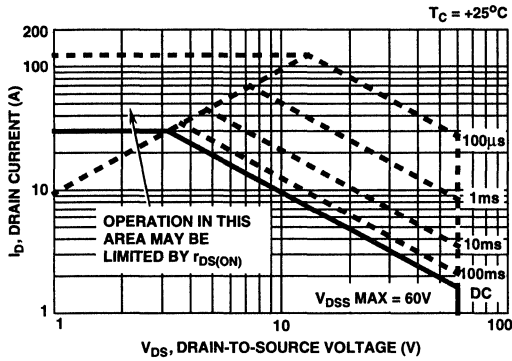 T_C = +25°C
200
100
10
1
I_D, DRAIN CURRENT (A)
100μs
1ms
10ms
100ms
DC
OPERATION IN THIS
AREA MAY BE
LIMITED BY r_DS(ON)
V_DSS MAX = 60V
1
10
100
V_DS, DRAIN-TO-SOURCE VOLTAGE (V)